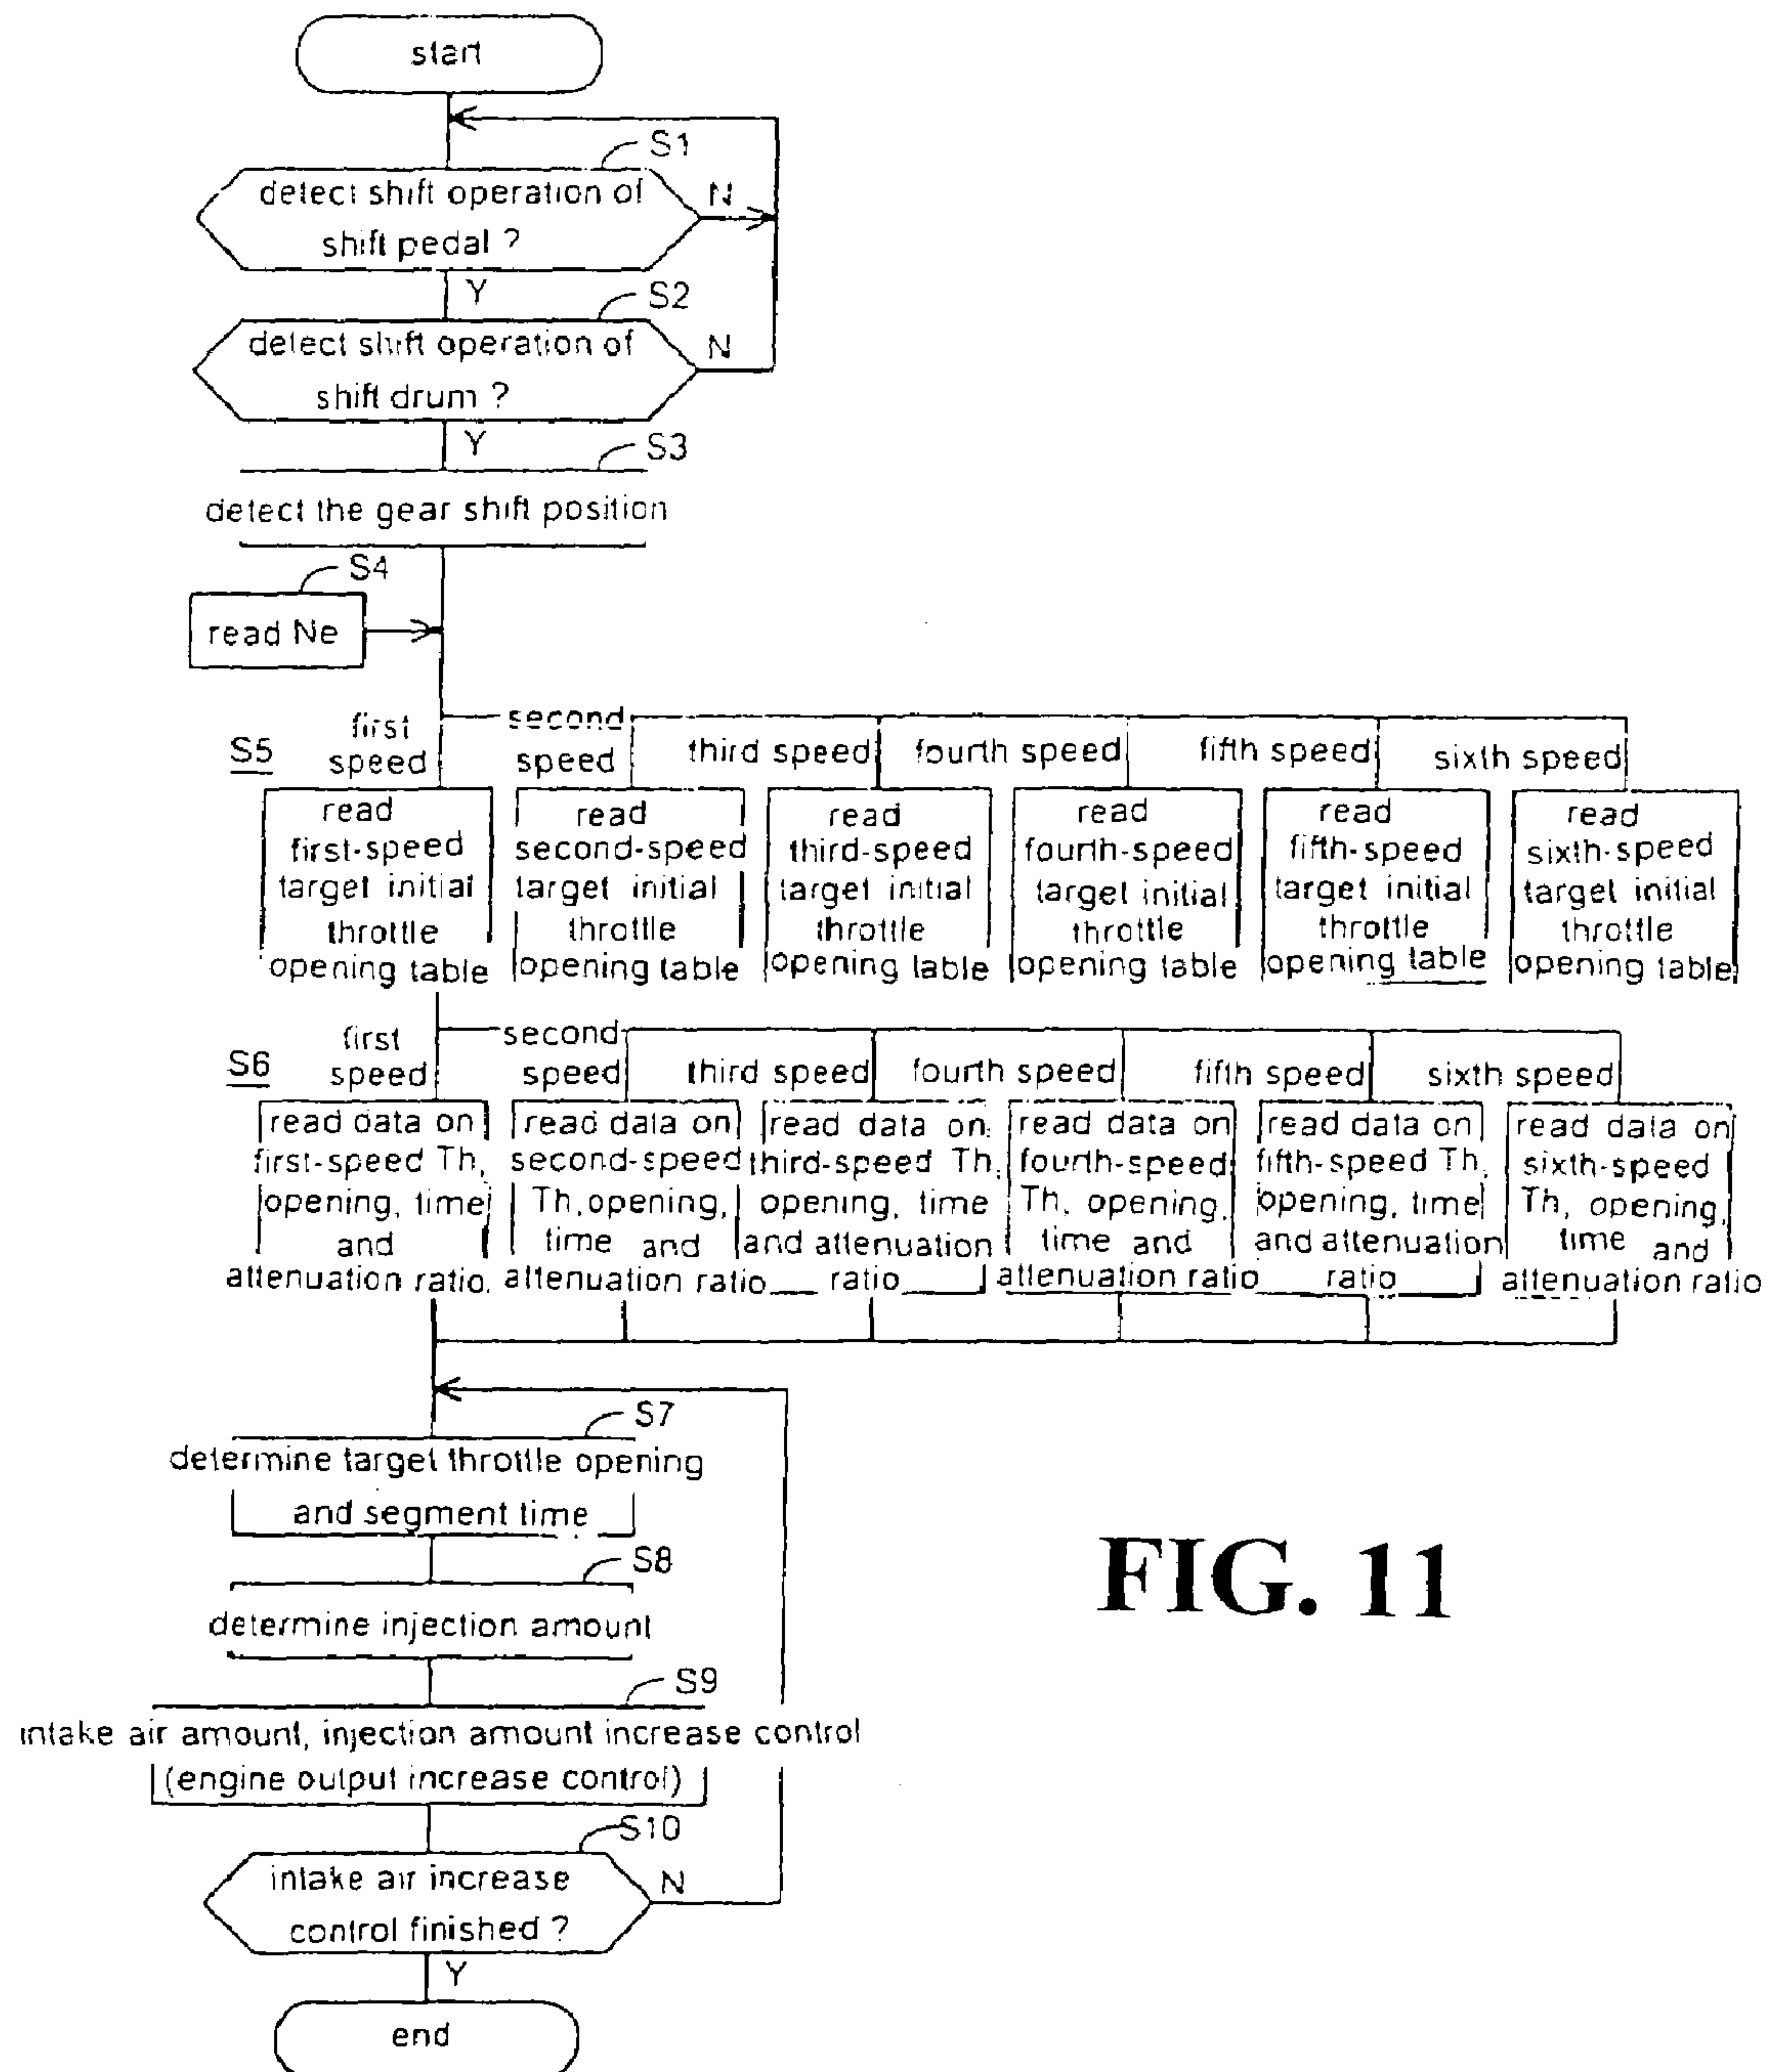 start
S1
detect shift operation of
shift pedal ?
N
Y
S2
detect shift operation of
shift drum ?
N
Y
S3
detect the gear shift position
S4
read Ne
S5
first
speed
second
speed
third speed
fourth speed
fifth speed
sixth speed
read
first-speed
target initial
throttle
opening table
read
second-speed
target initial
throttle
opening table
read
third-speed
target initial
throttle
opening table
read
fourth-speed
target initial
throttle
opening table
read
fifth-speed
target initial
throttle
opening table
read
sixth-speed
target initial
throttle
opening table
S6
first
speed
second
speed
third speed
fourth speed
fifth speed
sixth speed
read data on
first-speed Th,
opening, time
and
attenuation ratio.
read data on
second-speed
Th,opening,
time and
attenuation ratio
read data on
third-speed Th,
opening, time
and attenuation
ratio
read data on
fourth-speed
Th, opening,
time and
attenuation ratio
read data on
fifth-speed Th,
opening, time
and attenuation
ratio
read data on
sixth-speed
Th, opening,
time and
attenuation ratio
S7
determine target throttle opening
and segment time
S8
determine injection amount
S9
intake air amount, injection amount increase control
(engine output increase control)
S10
intake air increase
control finished ?
N
Y
end
FIG. 11